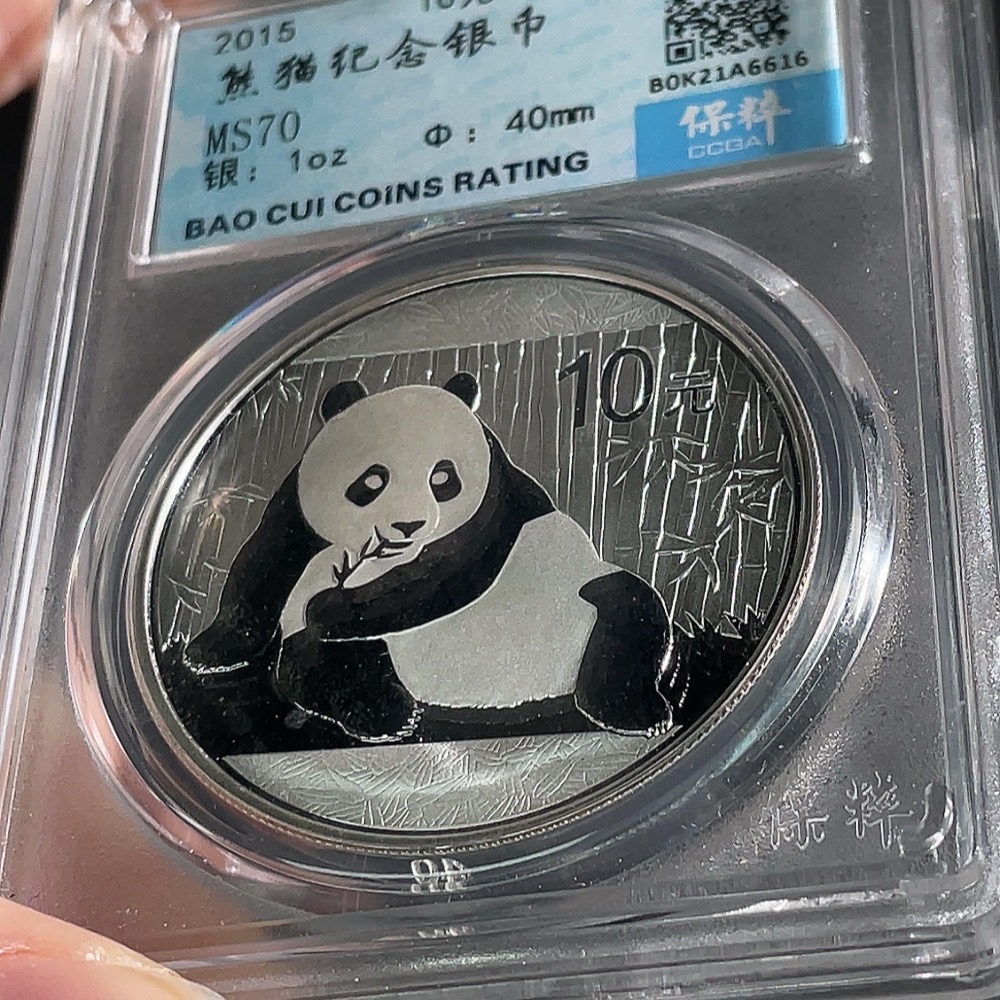 2015
熊猫纪念银币
MS70
银：1oz Φ：40mm
BAO CUI COiNS RATING
B0K21A6616
保粹
CCGA
10元
保粹